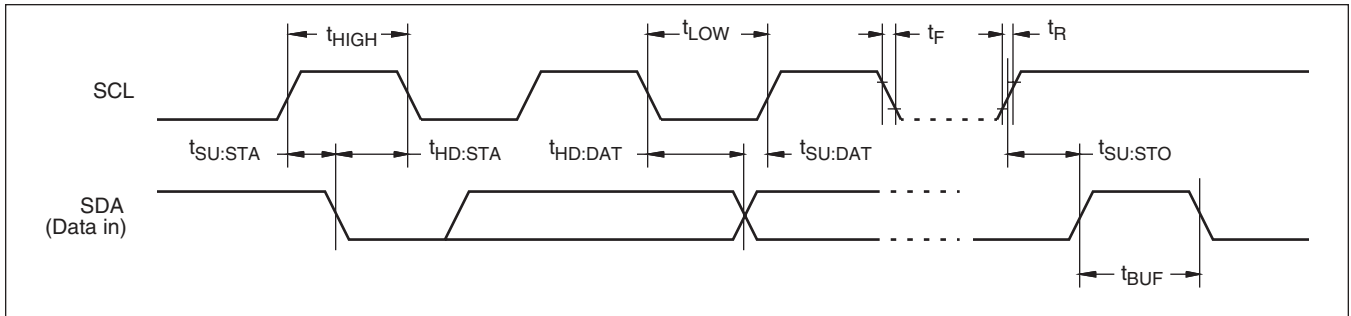 tHIGH tLOW tF tR
SCL
tSU:STA tHD:STA tHD:DAT tSU:DAT tSU:STO
SDA
(Data in)
tBUF